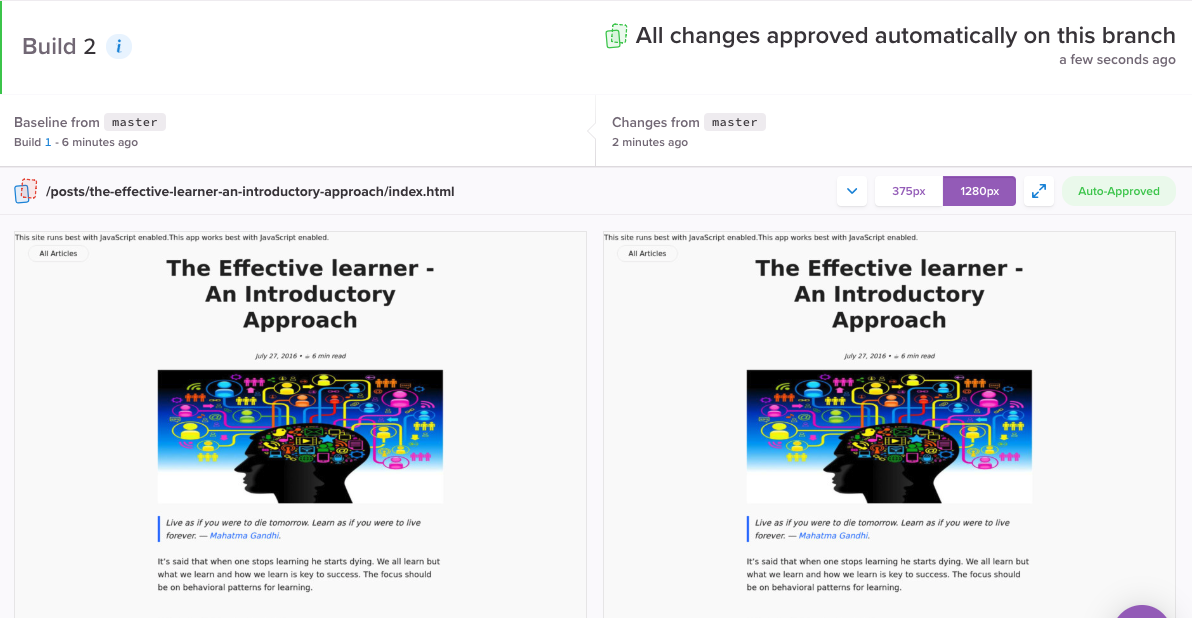 Build 2 i
All changes approved automatically on this branch
a few seconds ago
Baseline from master
Build 1 - 6 minutes ago
Changes from master
2 minutes ago
/posts/the-effective-learner-an-introductory-approach/index.html
375px
1280px
Auto-Approved
This site runs best with JavaScript enabled.This app works best with JavaScript enabled.
All Articles
The Effective learner -
An Introductory
Approach
July 27, 2016 • ☕ 6 min read
Live as if you were to die tomorrow. Learn as if you were to live
forever. — Mahatma Gandhi.
It's said that when one stops learning he starts dying. We all learn but
what we learn and how we learn is key to success. The focus should
be on behavioral patterns for learning.
This site runs best with JavaScript enabled.This app works best with JavaScript enabled.
All Articles
The Effective learner -
An Introductory
Approach
July 27, 2016 • ☕ 6 min read
Live as if you were to die tomorrow. Learn as if you were to live
forever. — Mahatma Gandhi.
It's said that when one stops learning he starts dying. We all learn but
what we learn and how we learn is key to success. The focus should
be on behavioral patterns for learning.